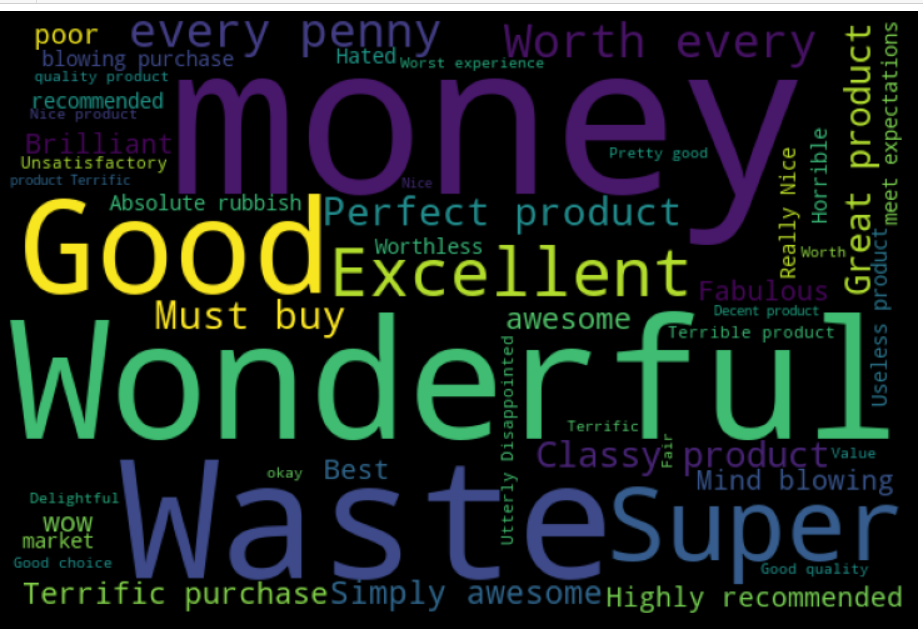 poor
every penny
Worth every
blowing purchase
Hated
Worst experience
quality product
money
recommended
Nice product
Great product
meet expectations
Brilliant
Unsatisfactory
Pretty good
Really Nice
Horrible
product Terrific
Nice
Absolute rubbish
Perfect product
Good
Worthless
Excellent
Worth
Useless product
Fabulous
Must buy
awesome
Decent product
Terrible product
Wonderful
Utterly Disappointed
Terrific
Fair
Classy product
Value
okay
Best
Mind blowing
Waste
Super
Delightful
wow
market
Good choice
Good quality
Terrific purchase
Simply awesome
Highly recommended